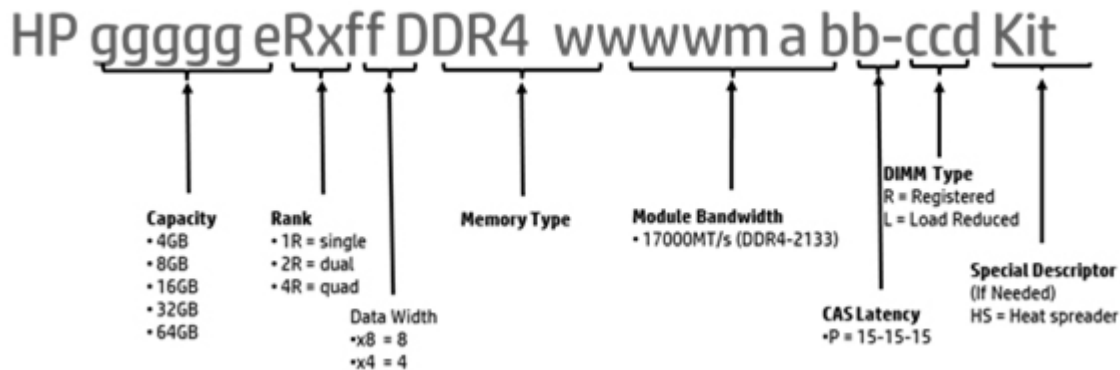 HP ggggg eRxff DDR4 wwwwm a bb-ccd Kit
Capacity
• 4GB
• 8GB
• 16GB
• 32GB
• 64GB
Rank
• 1R = single
• 2R = dual
• 4R = quad
Data Width
•x8 = 8
•x4 = 4
Memory Type
Module Bandwidth
• 17000MT/s (DDR4-2133)
CAS Latency
•P = 15-15-15
DIMM Type
R = Registered
L = Load Reduced
Special Descriptor
(If Needed)
HS = Heat spreader